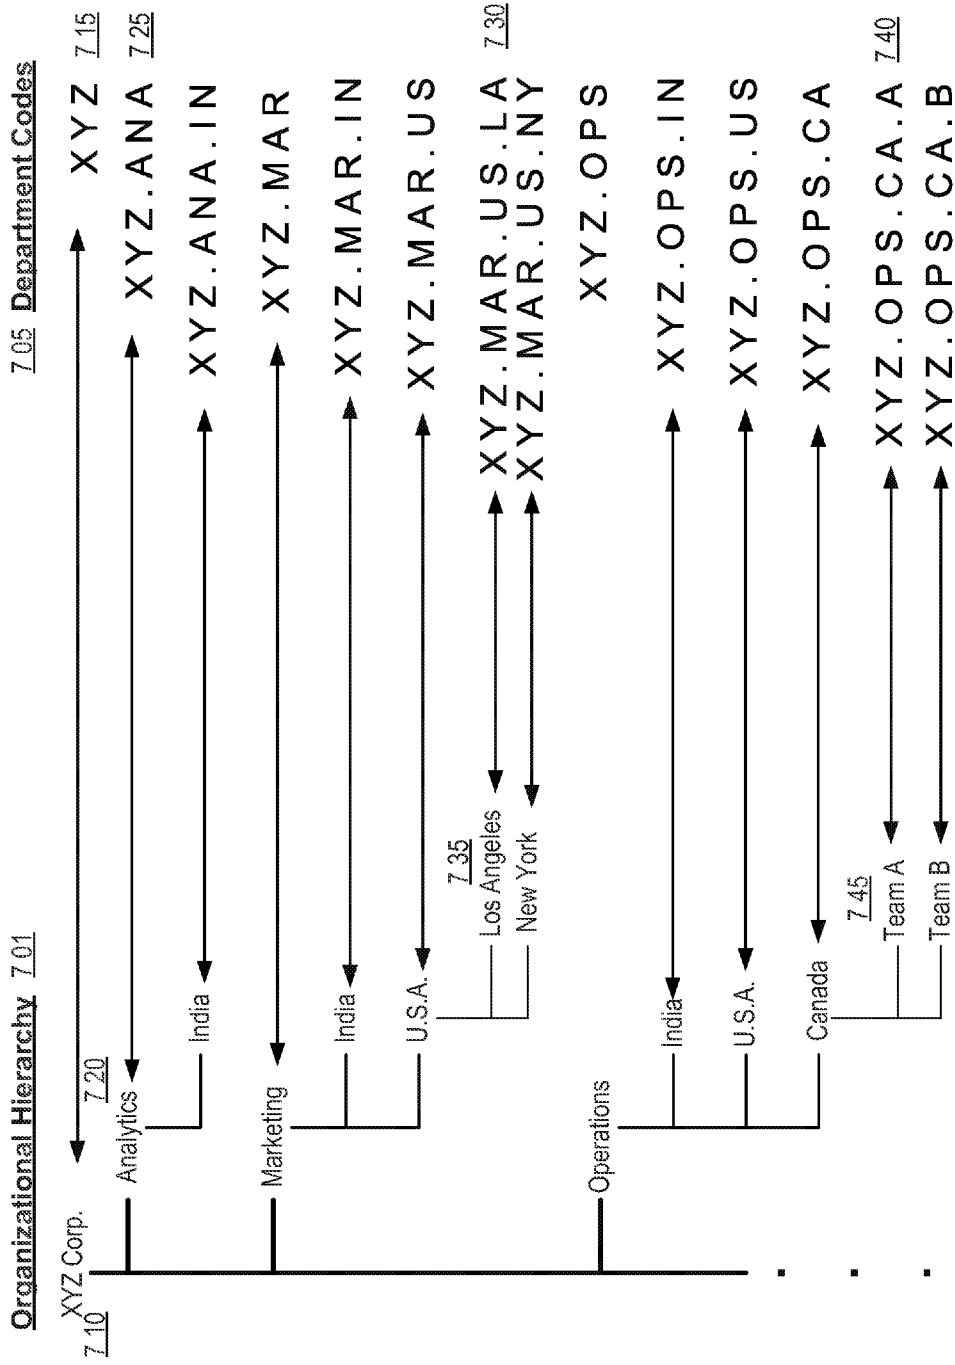 Organizational Hierarchy 7.01
7.05 Department Codes
XYZ Corp.
7.10
XYZ
7.15
Analytics
7.20
XYZ.ANA
7.25
India
XYZ.ANA.IN
Marketing
XYZ.MAR
India
XYZ.MAR.IN
U.S.A.
XYZ.MAR.US
7.35
Los Angeles
XYZ.MAR.US.LA
7.30
New York
XYZ.MAR.US.NY
Operations
XYZ.OPS
India
XYZ.OPS.IN
U.S.A.
XYZ.OPS.US
Canada
XYZ.OPS.CA
7.45
Team A
XYZ.OPS.CA.A
7.40
Team B
XYZ.OPS.CA.B